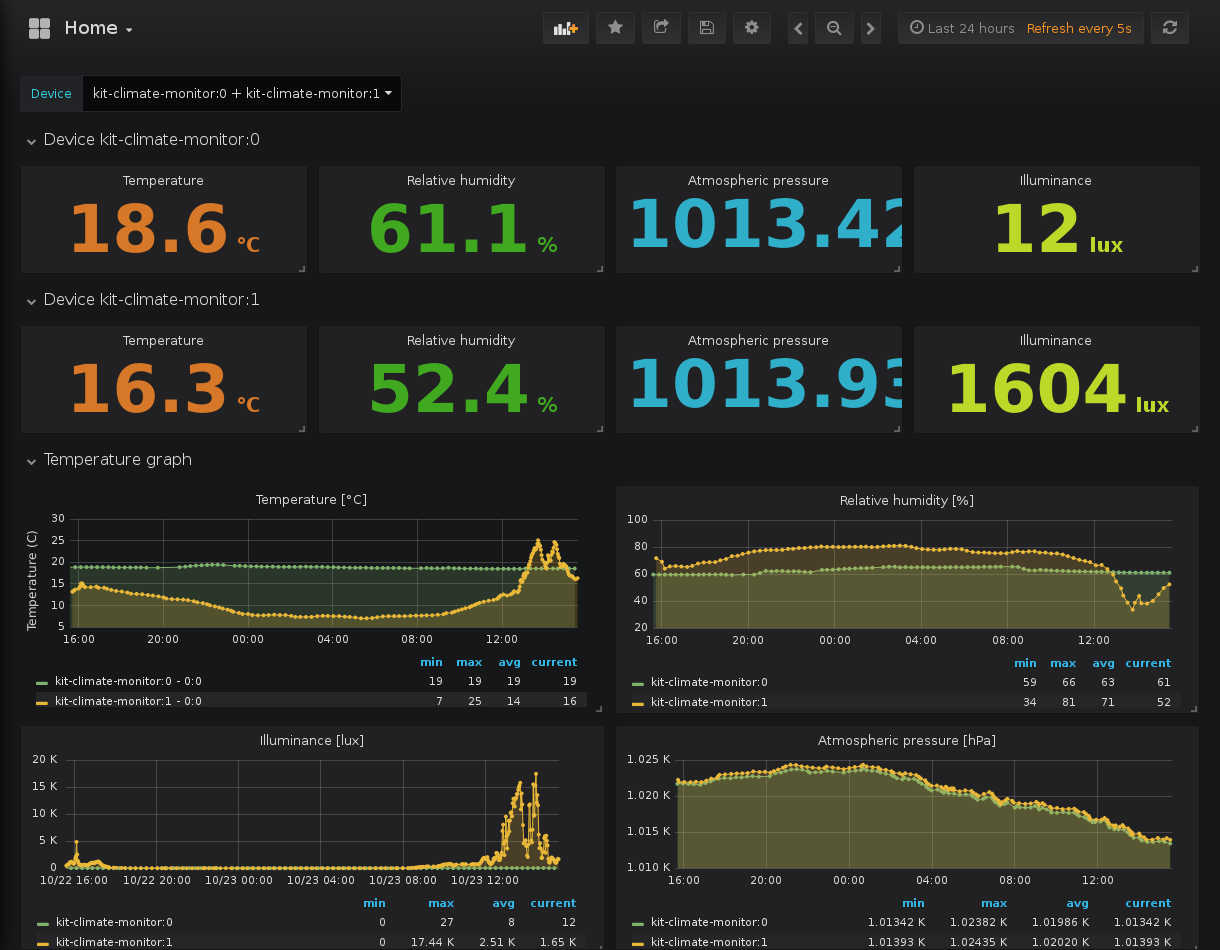 Home
Last 24 hours Refresh every 5s
Device kit-climate-monitor:0 + kit-climate-monitor:1
Device kit-climate-monitor:0
Temperature Relative humidity Atmospheric pressure Illuminance
18.6 °C 61.1 % 1013.42 12 lux
Device kit-climate-monitor:1
Temperature Relative humidity Atmospheric pressure Illuminance
16.3 °C 52.4 % 1013.93 1604 lux
Temperature graph
Temperature [°C]
Temperature (C)
30
25
20
15
10
5
16:00 20:00 00:00 04:00 08:00 12:00
min max avg current
kit-climate-monitor:0 - 0:0 19 19 19 19
kit-climate-monitor:1 - 0:0 7 25 14 16
Relative humidity [%]
100
80
60
40
20
16:00 20:00 00:00 04:00 08:00 12:00
min max avg current
kit-climate-monitor:0 59 66 63 61
kit-climate-monitor:1 34 81 71 52
Illuminance [lux]
20 K
15 K
10 K
5 K
0
10/22 16:00 10/22 20:00 10/23 00:00 10/23 04:00 10/23 08:00 10/23 12:00
min max avg current
kit-climate-monitor:0 0 27 8 12
kit-climate-monitor:1 0 17.44 K 2.51 K 1.65 K
Atmospheric pressure [hPa]
1.025 K
1.020 K
1.015 K
1.010 K
16:00 20:00 00:00 04:00 08:00 12:00
min max avg current
kit-climate-monitor:0 1.01342 K 1.02382 K 1.01986 K 1.01342 K
kit-climate-monitor:1 1.01393 K 1.02435 K 1.02020 K 1.01393 K